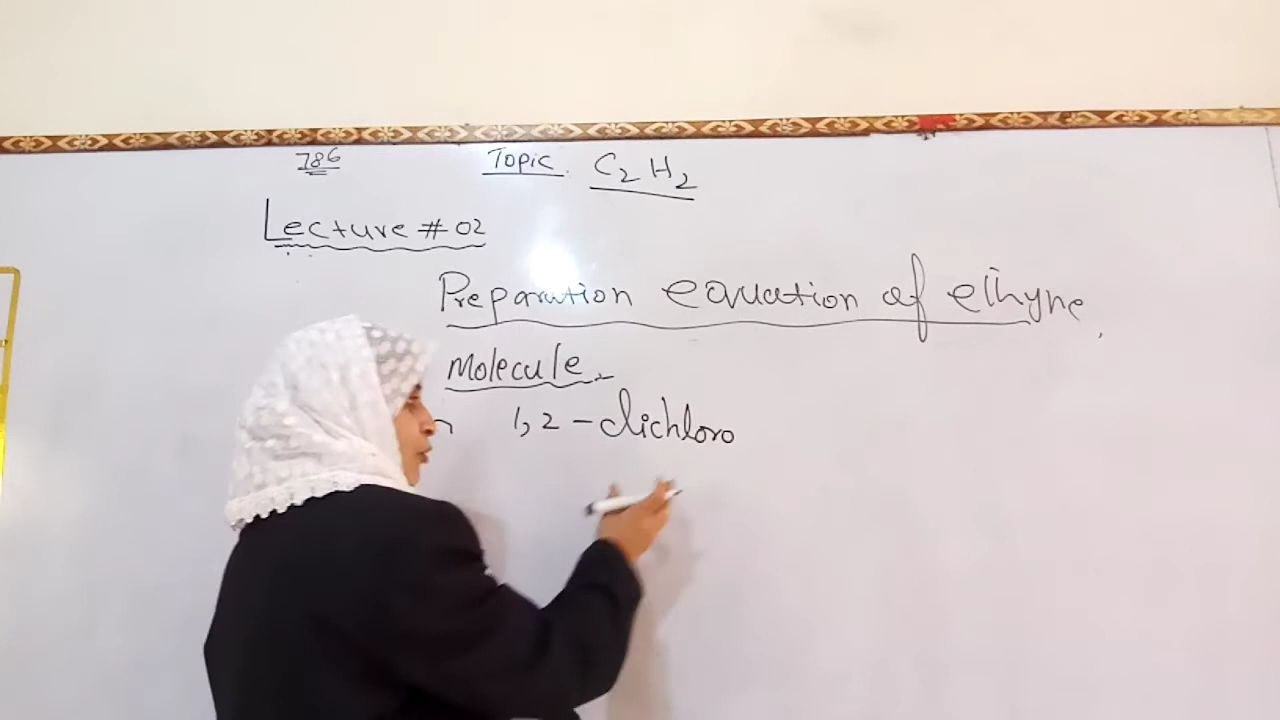 786
Topic. C2H2
Lecture # 02
Preparation equation of ethyne
Molecule.
1,2-dichloro